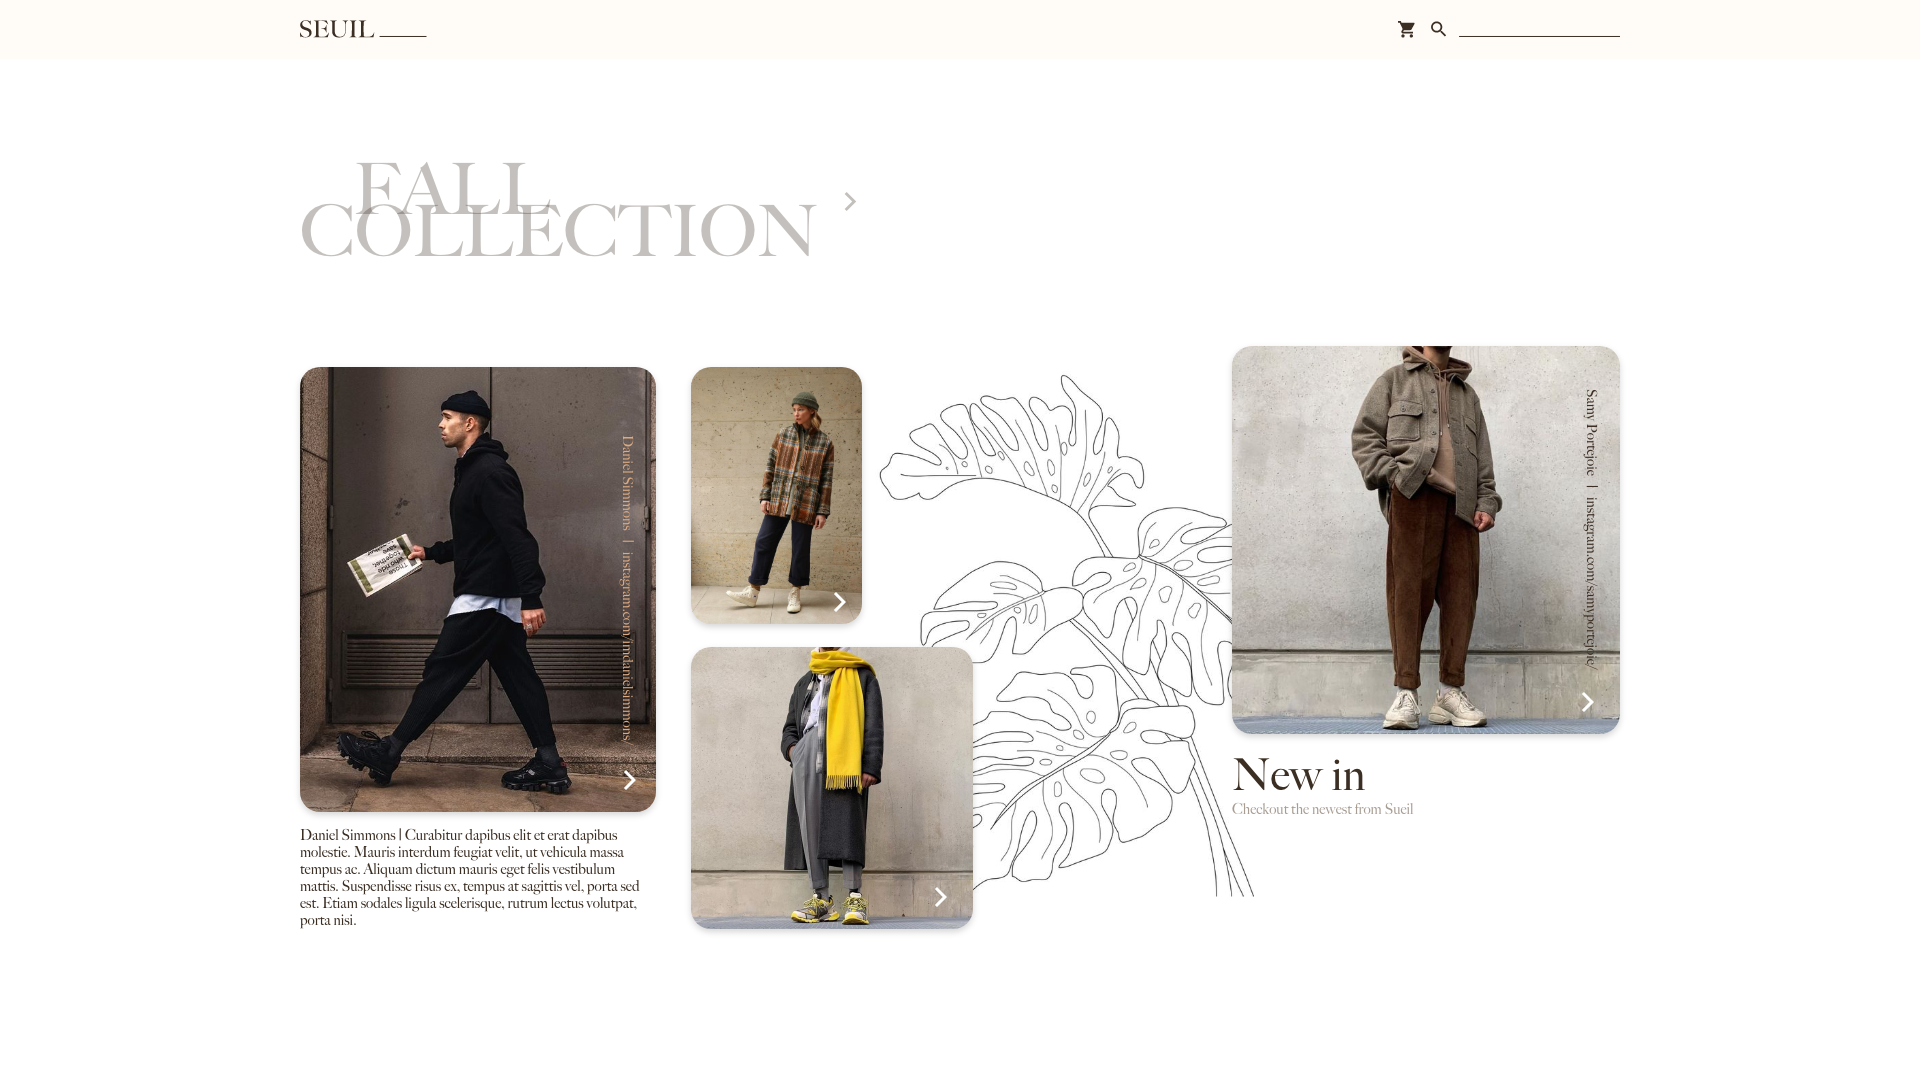 SEUIL
FALL
COLLECTION
Daniel Simmons | instagram.com/imdanielsimmons/
Samy Portejoie | instagram.com/samyportejoie/
New in
Checkout the newest from Sueil
Daniel Simmons | Curabitur dapibus elit et erat dapibus
molestie. Mauris interdum feugiat velit, ut vehicula massa
tempus ac. Aliquam dictum mauris eget felis vestibulum
mattis. Suspendisse risus ex, tempus at sagittis vel, porta sed
est. Etiam sodales ligula scelerisque, rutrum lectus volutpat,
porta nisi.